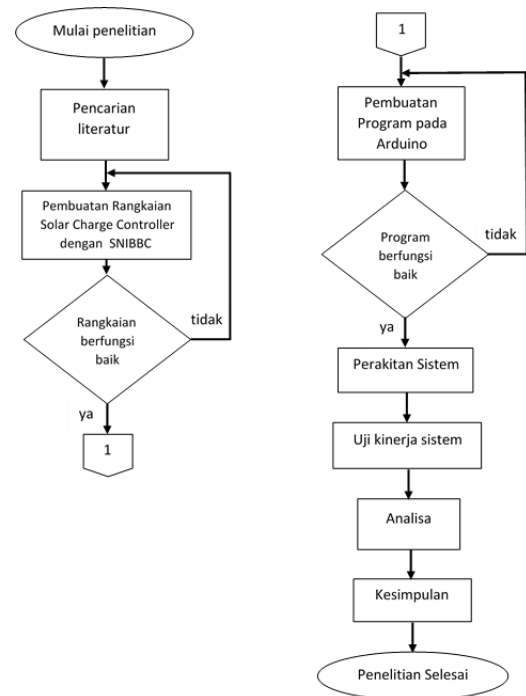 Mulai penelitian
Pencarian
literatur
Pembuatan Rangkaian
Solar Charge Controller
dengan SNIBBC
Rangkaian
berfungsi
baik
tidak
ya
1
1
Pembuatan
Program pada
Arduino
Program
berfungsi
baik
tidak
ya
Perakitan Sistem
Uji kinerja sistem
Analisa
Kesimpulan
Penelitian Selesai